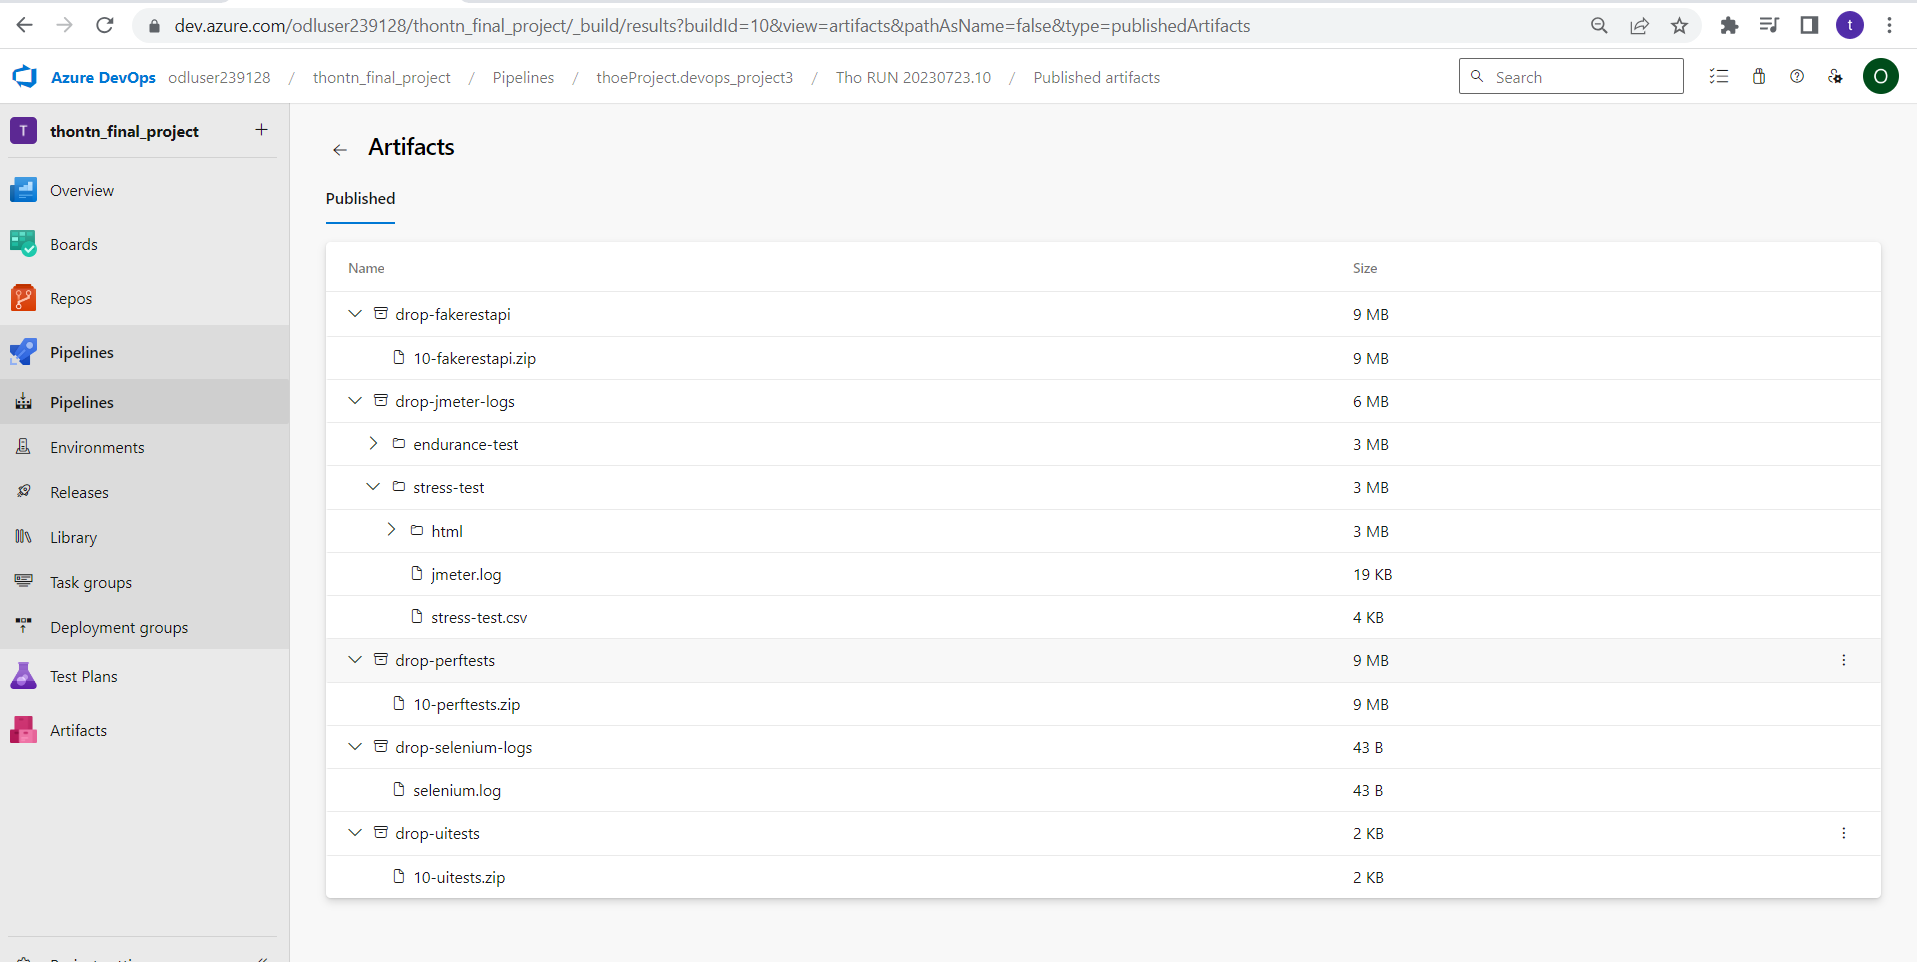 dev.azure.com/odluser239128/thontn_final_project/_build/results?buildId=10&view=artifacts&pathAsName=false&type=publishedArtifacts
t
Azure DevOps odluser239128 / thontn_final_project / Pipelines / thoeProject.devops_project3 / Tho RUN 20230723.10 / Published artifacts
Search
O
T thontn_final_project +
Overview
Boards
Repos
Pipelines
Pipelines
Environments
Releases
Library
Task groups
Deployment groups
Test Plans
Artifacts
Artifacts
Published
Name Size
drop-fakerestapi 9 MB
10-fakerestapi.zip 9 MB
drop-jmeter-logs 6 MB
endurance-test 3 MB
stress-test 3 MB
html 3 MB
jmeter.log 19 KB
stress-test.csv 4 KB
drop-perftests 9 MB
10-perftests.zip 9 MB
drop-selenium-logs 43 B
selenium.log 43 B
drop-uitests 2 KB
10-uitests.zip 2 KB